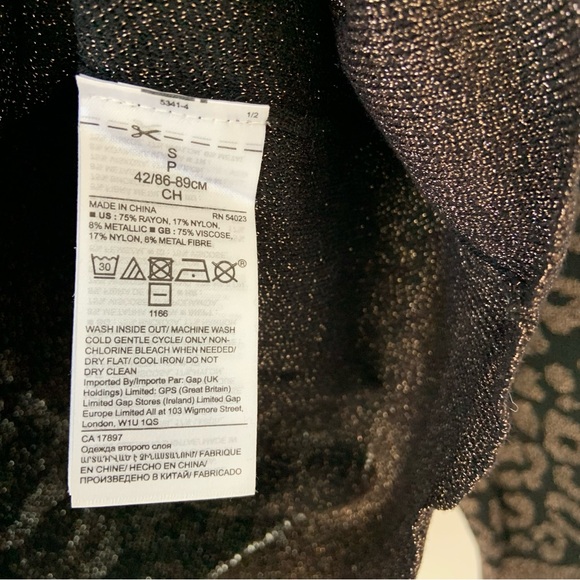 5341-4
1/2
S
P
42/86-89CM
CH
MADE IN CHINA RN 54023
■ US : 75% RAYON, 17% NYLON,
8% METALLIC ■ GB : 75% VISCOSE,
17% NYLON, 8% METAL FIBRE.
30
1166
WASH INSIDE OUT/ MACHINE WASH
COLD GENTLE CYCLE/ ONLY NON-
CHLORINE BLEACH WHEN NEEDED/
DRY FLAT/ COOL IRON/ DO NOT
DRY CLEAN
Imported By/Importe Par: Gap (UK
Holdings) Limited: GPS (Great Britain)
Limited Gap Stores (Ireland) Limited Gap
Europe Limited All at 103 Wigmore Street,
London, W1U 1QS
CA 17897
Одежда второго слоя
ԱՐՏԱԴՐՎԱԾ Է ՉԻՆԱՍՏԱՆՈՒՄ/ FABRIQUE
EN CHINE/ HECHO EN CHINA/
ПРОИЗВЕДЕНО В КИТАЙ/ FABRICADO